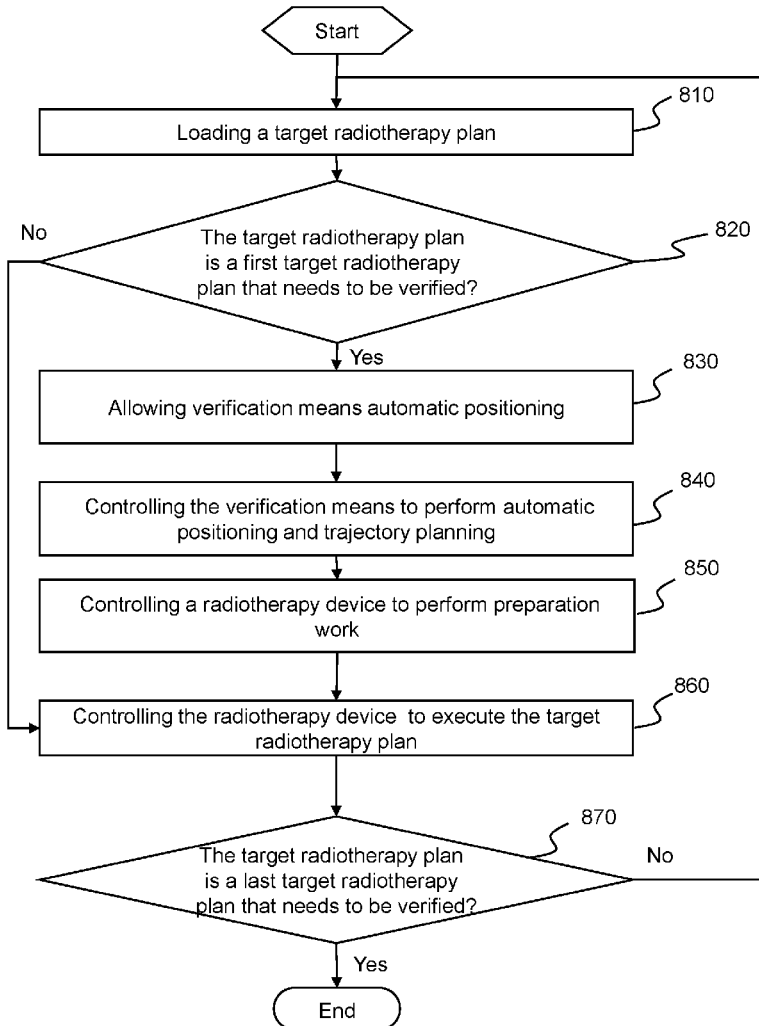 Start
810
Loading a target radiotherapy plan
No
820
The target radiotherapy plan
is a first target radiotherapy
plan that needs to be verified?
Yes
830
Allowing verification means automatic positioning
840
Controlling the verification means to perform automatic
positioning and trajectory planning
850
Controlling a radiotherapy device to perform preparation
work
860
Controlling the radiotherapy device to execute the target
radiotherapy plan
870
The target radiotherapy plan
is a last target radiotherapy
plan that needs to be verified?
No
Yes
End